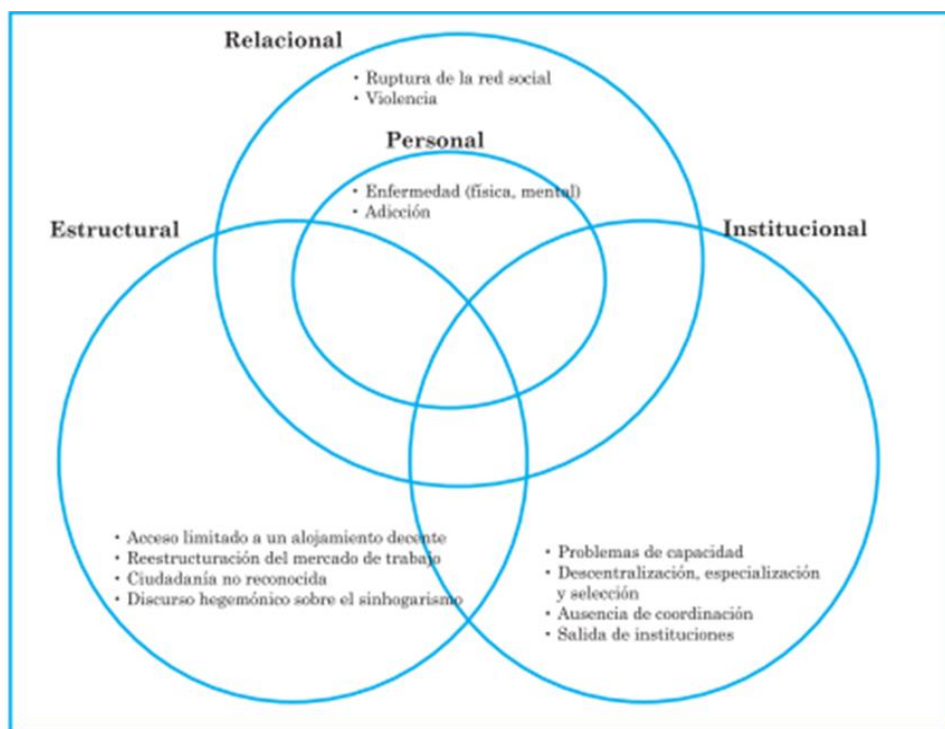 Relacional
• Ruptura de la red social
• Violencia
Personal
• Enfermedad (física, mental)
• Adicción
Estructural
Institucional
• Acceso limitado a un alojamiento decente
• Reestructuración del mercado de trabajo
• Ciudadanía no reconocida
• Discurso hegemónico sobre el sinhogarismo
• Problemas de capacidad
• Descentralización, especialización
y selección
• Ausencia de coordinación
• Salida de instituciones